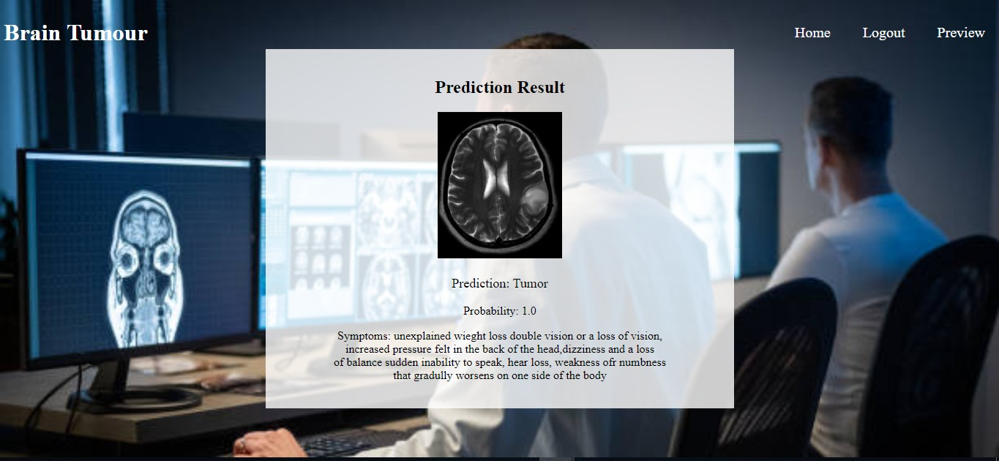 Brain Tumour
Home Logout Preview
Prediction Result
Prediction: Tumor
Probability: 1.0
Symptoms: unexplained wieght loss double vision or a loss of vision,
increased pressure felt in the back of the head,dizziness and a loss
of balance sudden inability to speak, hear loss, weakness ofr numbness
that gradully worsens on one side of the body